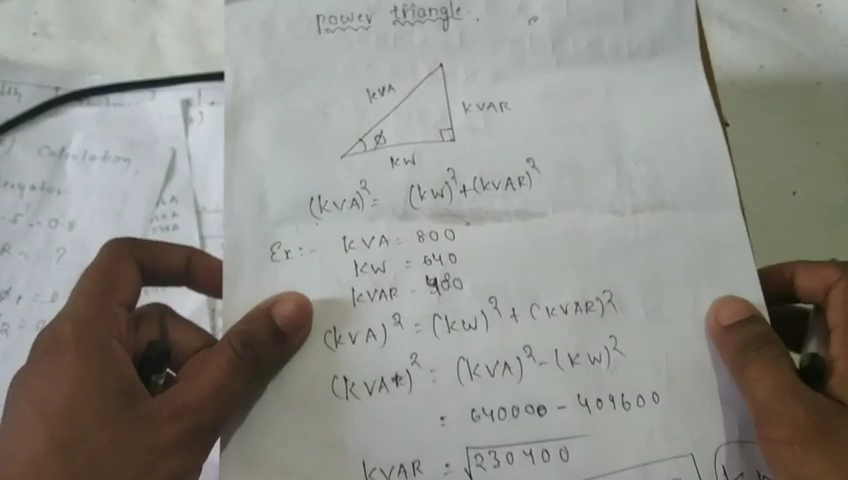 power triangle.
KVA
KVAR
φ
KW
(KVA)² = (KW)² + (KVAR)²
Ex:- KVA = 800
KW = 640
KVAR = 480
(KVA)² = (KW)² + (KVAR)²
(KVAR)² = (KVA)² - (KW)²
= 640000 - 409600
KVAR = √230400
Calculation